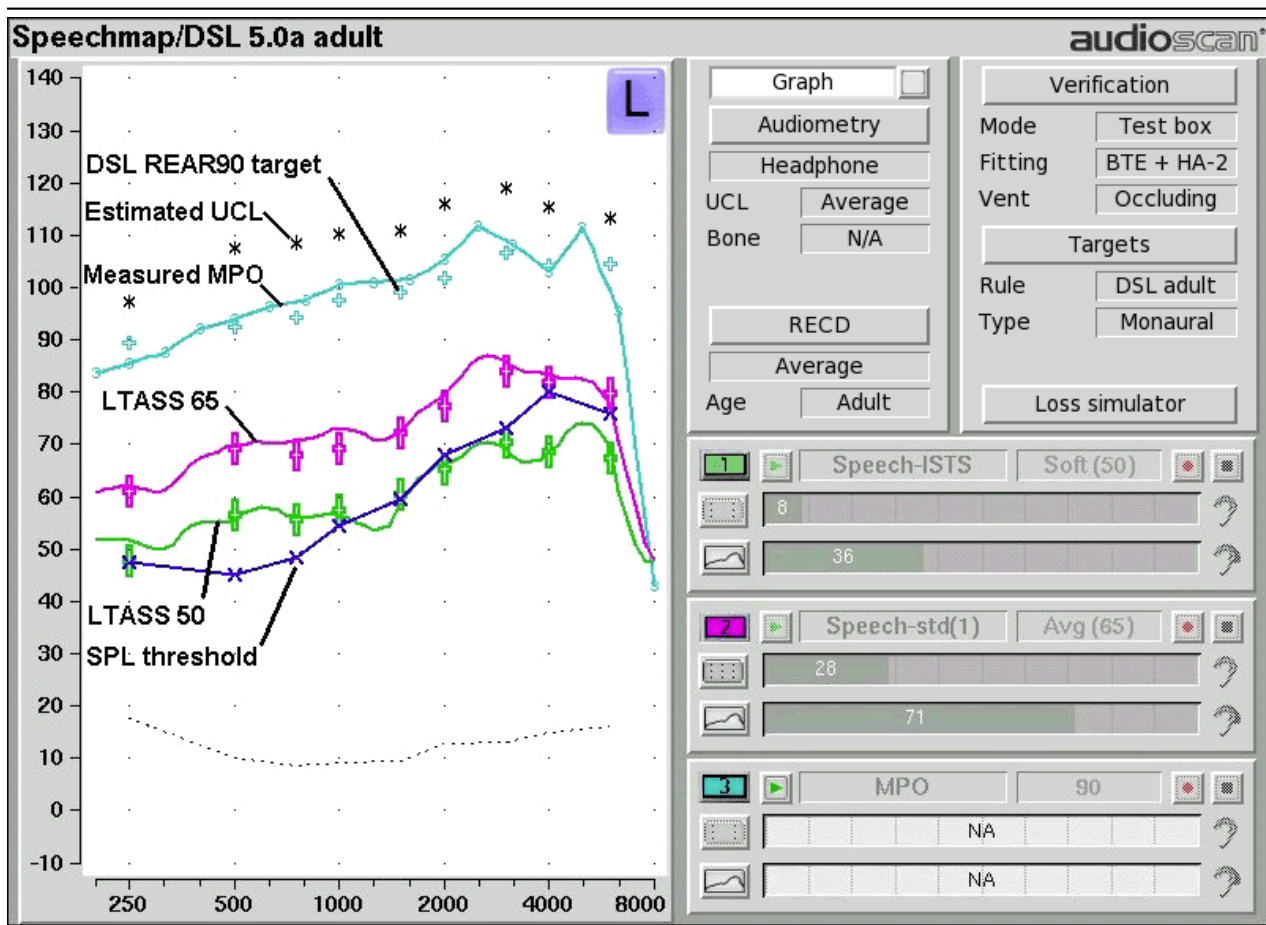 Speechmap/DSL 5.0a adult
audioscan
L
140
130
120
110
100
90
80
70
60
50
40
30
20
10
0
-10
DSL REAR90 target
Estimated UCL
Measured MPO
LTASS 65
LTASS 50
SPL threshold
250 500 1000 2000 4000 8000
Graph
Audiometry
Headphone
UCL Average
Bone N/A
RECD
Average
Age Adult
Verification
Mode Test box
Fitting BTE + HA-2
Vent Occluding
Targets
Rule DSL adult
Type Monaural
Loss simulator
1 Speech-ISTS Soft (50)
8
36
2 Speech-std(1) Avg (65)
28
71
3 MPO 90
NA
NA